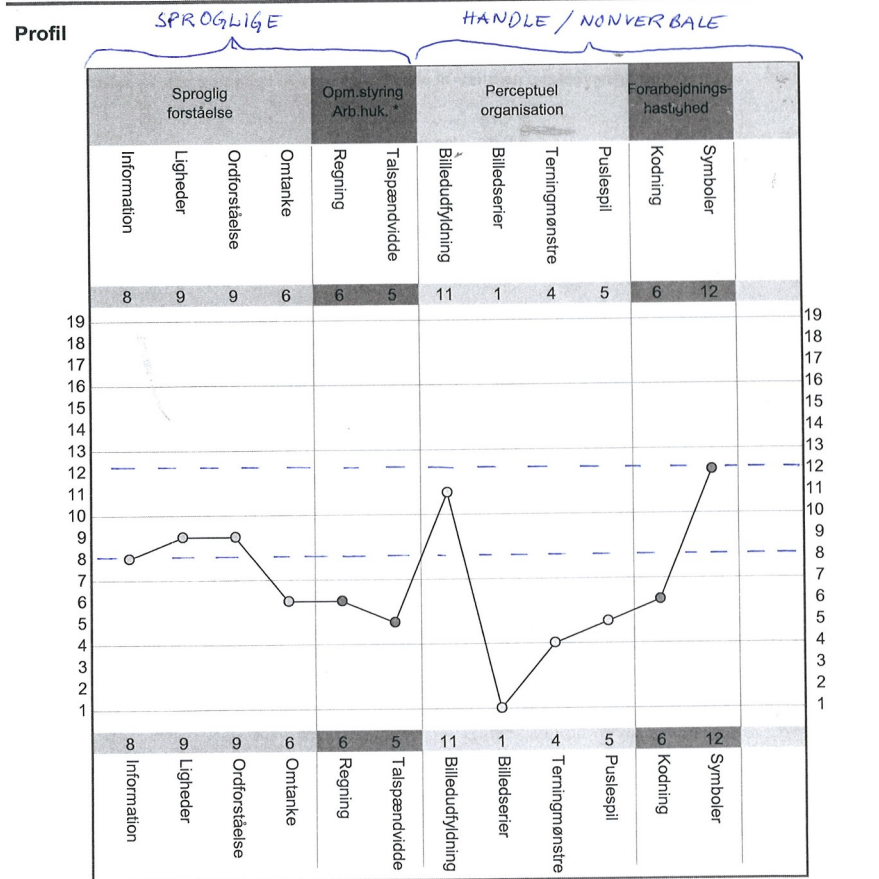 Profil
SPROGLIGE
HANDLE / NONVERBALE
Sproglig
forståelse
Opm.styring
Arb.huk. *
Perceptuel
organisation
Forarbejdnings-
hastighed
Information
Ligheder
Ordforståelse
Omtanke
Regning
Talspændvidde
Billedudfyldning
Billedserier
Terningmønstre
Puslespil
Kodning
Symboler
8 9 9 6 6 5 11 1 4 5 6 12
19 19
18 18
17 17
16 16
15 15
14 14
13 13
12 12
11 11
10 10
9 9
8 8
7 7
6 6
5 5
4 4
3 3
2 2
1 1
8 9 9 6 6 5 11 1 4 5 6 12
Information
Ligheder
Ordforståelse
Omtanke
Regning
Talspændvidde
Billedudfyldning
Billedserier
Terningmønstre
Puslespil
Kodning
Symboler